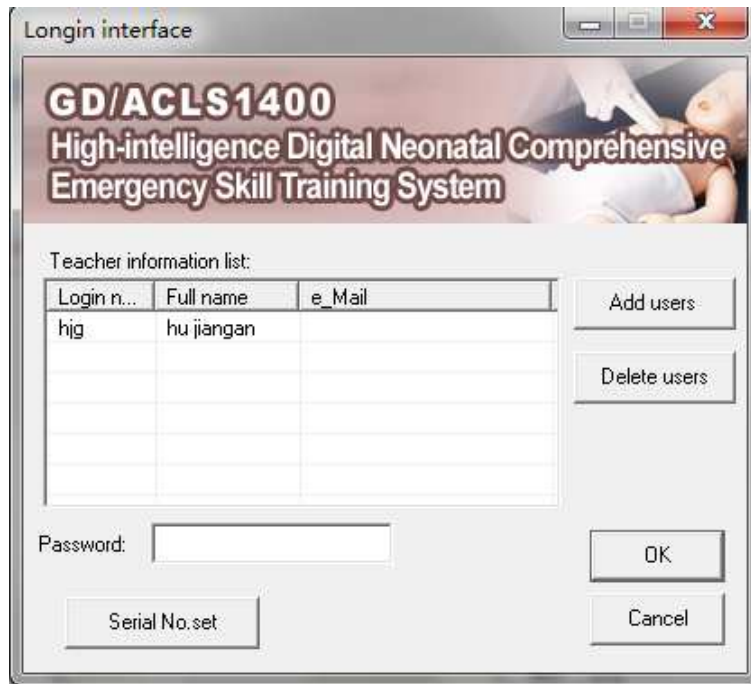 Longin interface
GD/ACLS1400
High-intelligence Digital Neonatal Comprehensive
Emergency Skill Training System
Teacher information list:
Login n... Full name e_Mail
hjg hu jiangan
Add users
Delete users
Password:
OK
Serial No.set
Cancel